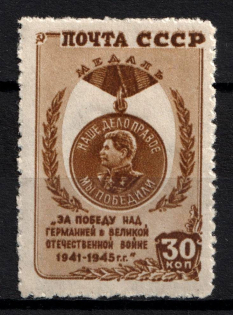 ПОЧТА СССР
МЕДАЛЬ
НАШЕ ДЕЛО ПРАВОЕ
МЫ ПОБЕДИЛИ
„ЗА ПОБЕДУ НАД
ГЕРМАНИЕЙ в ВЕЛИКОЙ
ОТЕЧЕСТВЕННОЙ ВОЙНЕ
1941-1945 г.г."
30
КОП